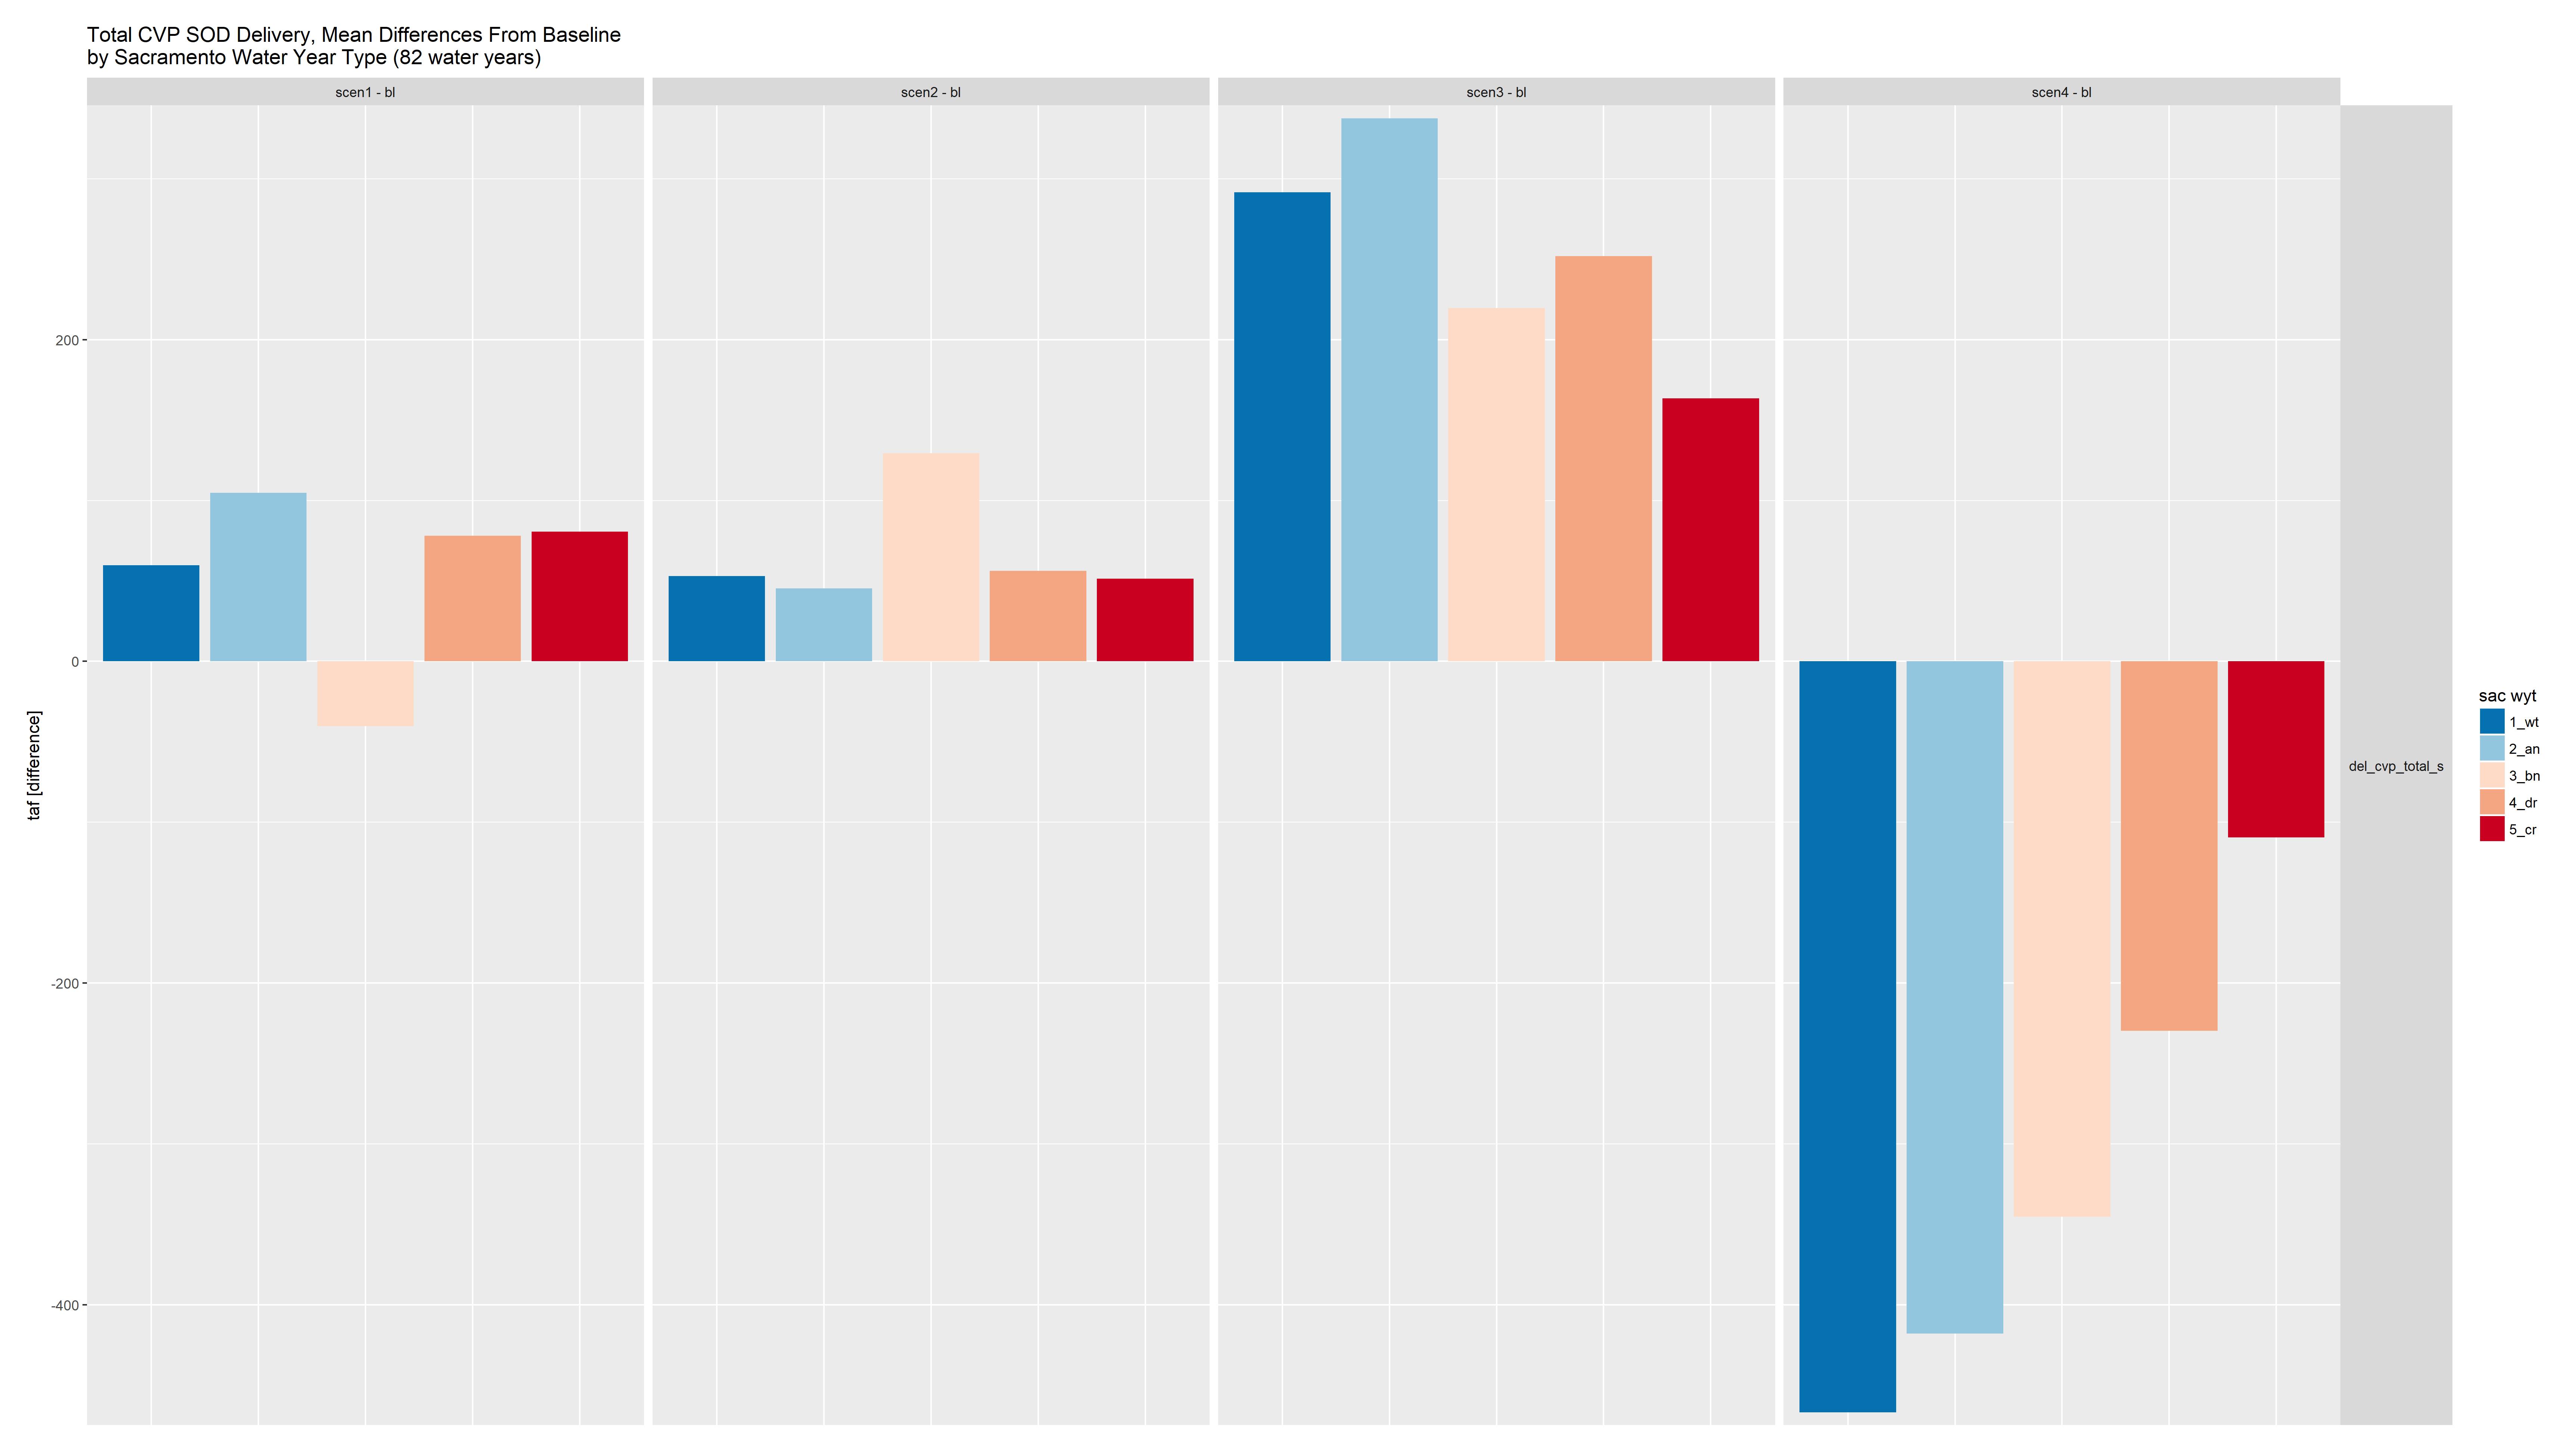 Total CVP SOD Delivery, Mean Differences From Baseline
by Sacramento Water Year Type (82 water years)
scen1 - bl
scen2 - bl
scen3 - bl
scen4 - bl
200
0
-200
-400
taf [difference]
del_cvp_total_s
sac wyt
1_wt
2_an
3_bn
4_dr
5_cr